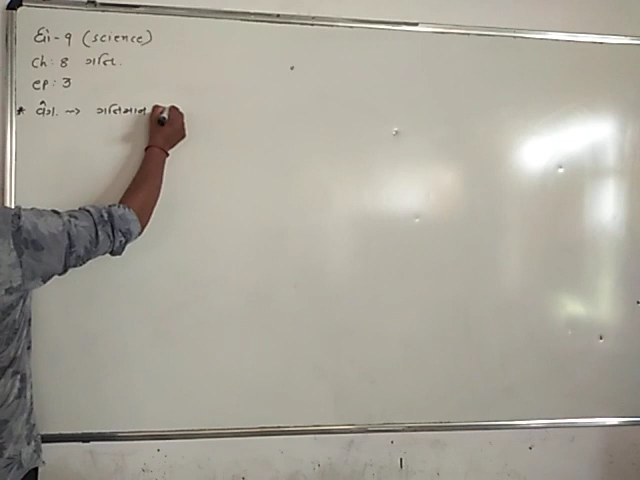 ધો-9 (science)
ch: 8 ગતિ.
ep: 3
* વેગ. → ગતિમાન